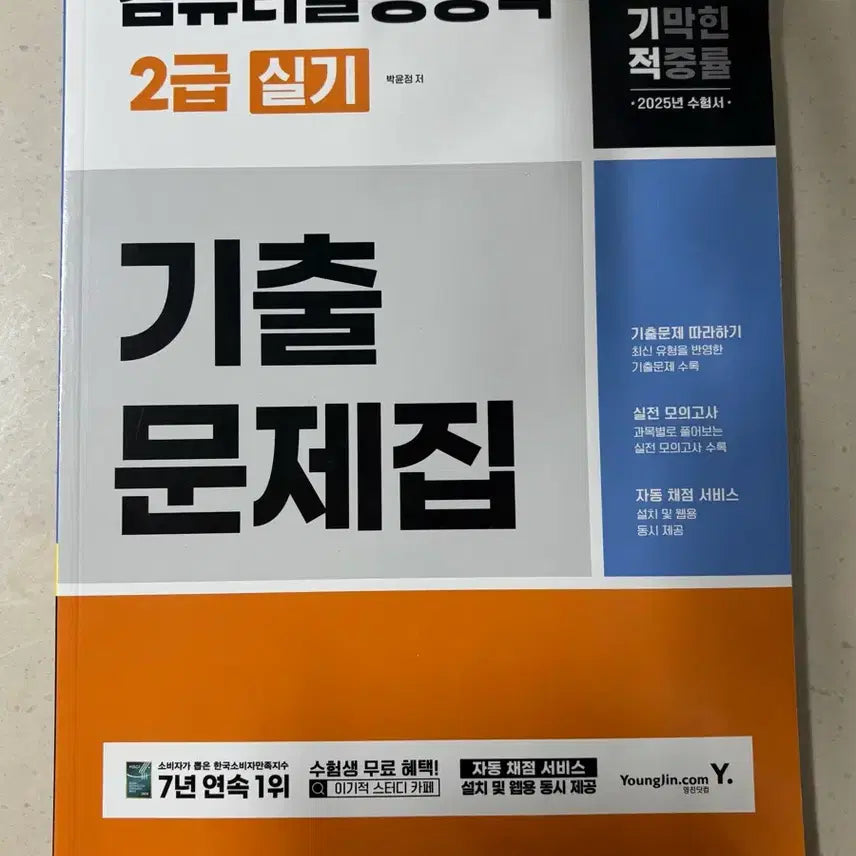 컴퓨터활용능력
2급 실기
박윤정 저
기막힌
적중률
·2025년 수험서·
기출
문제집
기출문제 따라하기
최신 유형을 반영한
기출문제 수록
실전 모의고사
과목별로 풀어보는
실전 모의고사 수록
자동 채점 서비스
설치 및 웹용
동시 제공
소비자가 뽑은 한국소비자만족지수
7년 연속 1위
수험생 무료 혜택!
이기적 스터디 카페
자동 채점 서비스
설치 및 웹용 동시 제공
YoungJin.com Y.
영진닷컴